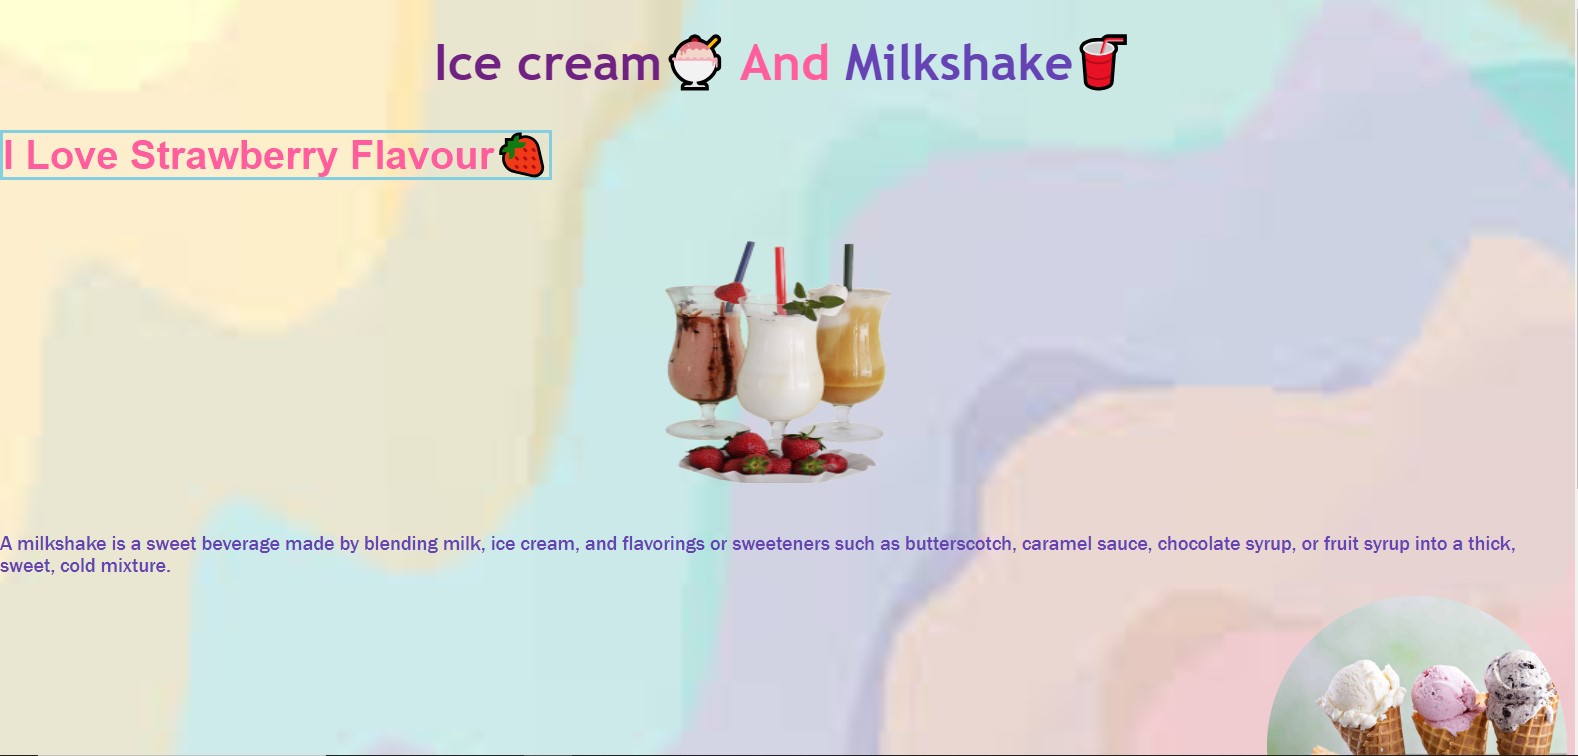 Ice cream🍨 And Milkshake🥤
I Love Strawberry Flavour🍓
A milkshake is a sweet beverage made by blending milk, ice cream, and flavorings or sweeteners such as butterscotch, caramel sauce, chocolate syrup, or fruit syrup into a thick,
sweet, cold mixture.